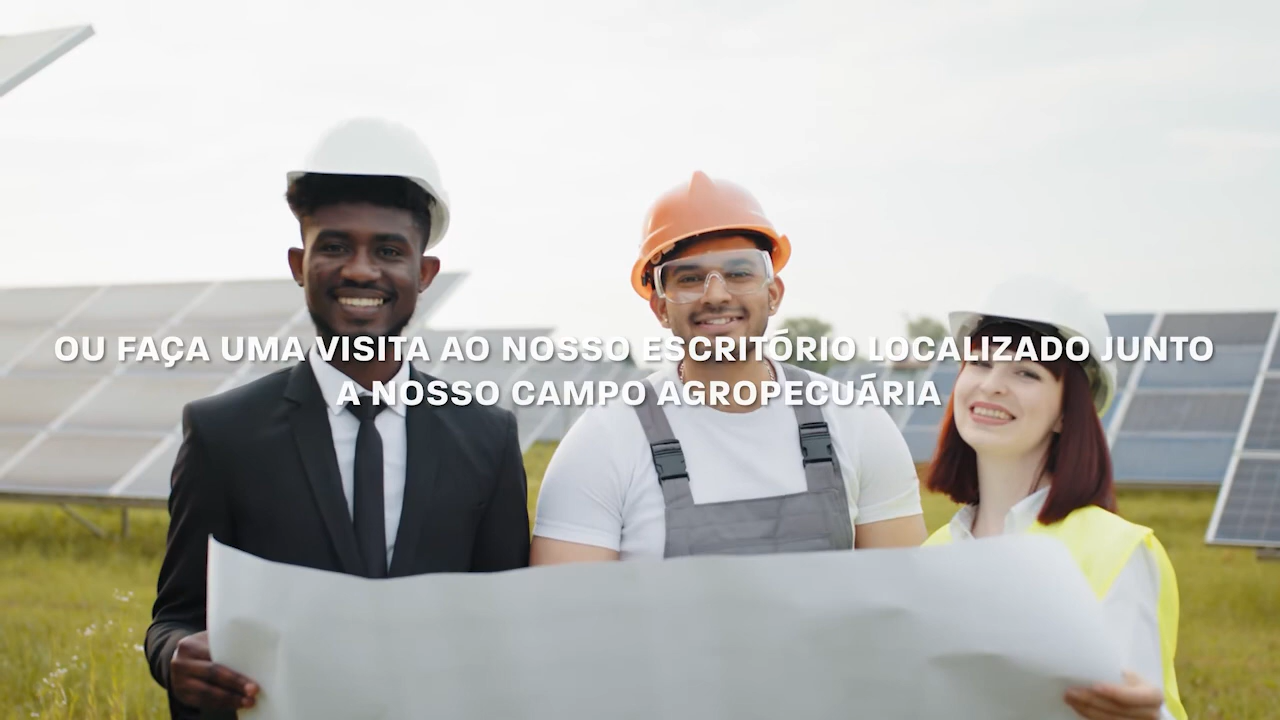 OU FAÇA UMA VISITA AO NOSSO ESCRITÓRIO LOCALIZADO JUNTO
A NOSSO CAMPO AGROPECUÁRIA